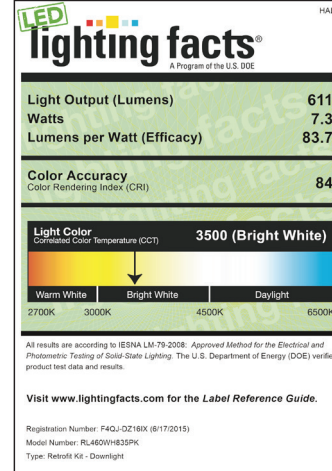 LED
HA
lighting facts®
A Program of the U.S. DOE
Light Output (Lumens) 611
Watts 7.3
Lumens per Watt (Efficacy) 83.7
Color Accuracy
Color Rendering Index (CRI) 84
Light Color
Correlated Color Temperature (CCT) 3500 (Bright White)
Warm White Bright White Daylight
2700K 3000K 4500K 6500K
All results are according to IESNA LM-79-2008: Approved Method for the Electrical and
Photometric Testing of Solid-State Lighting. The U.S. Department of Energy (DOE) verifie
product test data and results.
Visit www.lightingfacts.com for the Label Reference Guide.
Registration Number: F4QJ-DZ16IX (6/17/2015)
Model Number: RL460WH835PK
Type: Retrofit Kit - Downlight